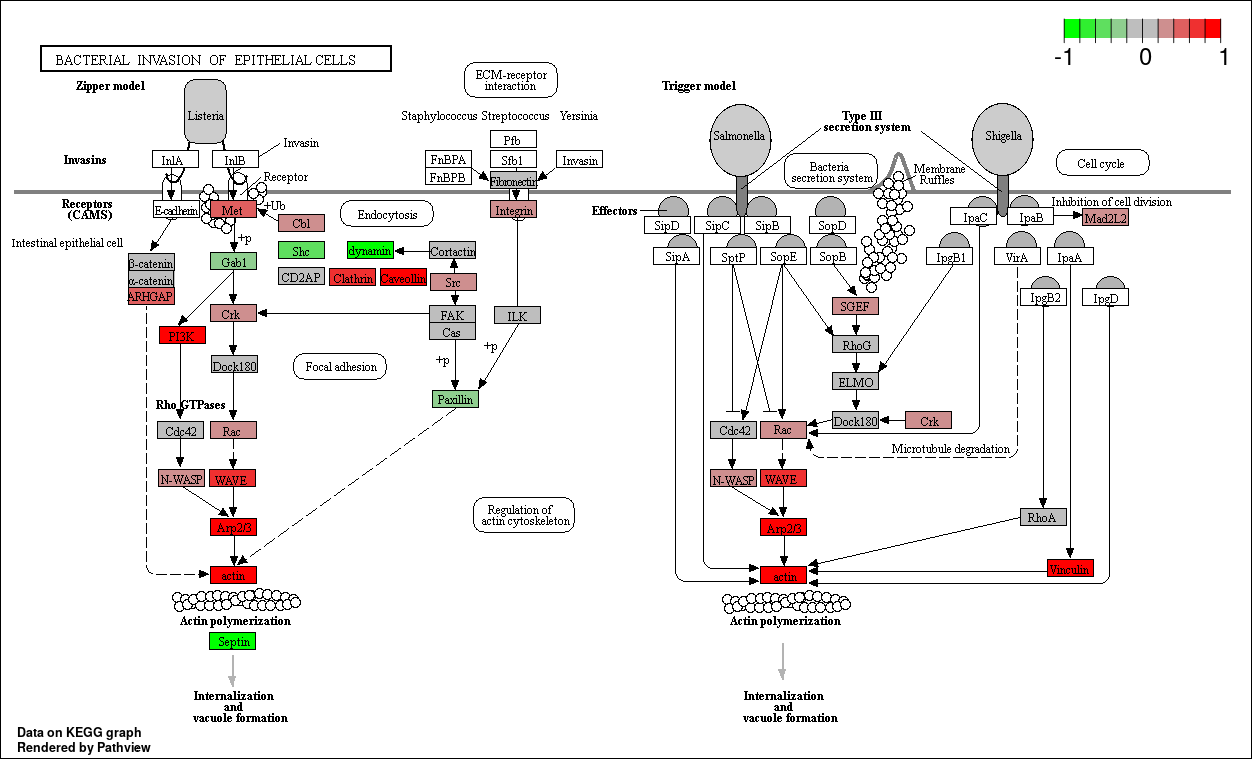 -1 0 1
BACTERIAL INVASION OF EPITHELIAL CELLS
Zipper model
ECM-receptor
interaction
Trigger model
Listeria
Staphylococcus Streptococcus Yersinia
Salmonella
Type III
secretion system
Shigella
Invasin
Pfb
Invasins
InlA
InlB
FnBPA
FnBPB
Sfb1
Invasin
Bacteria
secretion system
Membrane
Ruffles
Cell cycle
Receptor
Fibronectin
Receptors
(CAMS)
E-cadherin
Met
+Ub
Cbl
Endocytosis
Integrin
Effectors
SipD
SipC
SipB
SopD
IpaC
IpaB
Inhibition of cell division
Mad2L2
Intestinal epithelial cell
+p
Shc
dynamin
Cortactin
SipA
SptP
SopE
SopB
IpgB1
VirA
IpaA
β-catenin
α-catenin
ARHGAP
Gab1
CD2AP
Clathrin
Caveolin
Src
IpgB2
IpgD
Crk
FAK
Cas
ILK
SGEF
PI3K
RhoG
+p
+p
Dock180
Focal adhesion
ELMO
Paxillin
Rho GTPases
Cdc42
Rac
Cdc42
Rac
Dock180
Crk
Microtubule degradation
N-WASP
WAVE
N-WASP
WAVE
Regulation of
actin cytoskeleton
Arp2/3
Arp2/3
RhoA
actin
actin
Vinculin
Actin polymerization
Actin polymerization
Septin
Internalization
and
vacuole formation
Internalization
and
vacuole formation
Data on KEGG graph
Rendered by Pathview